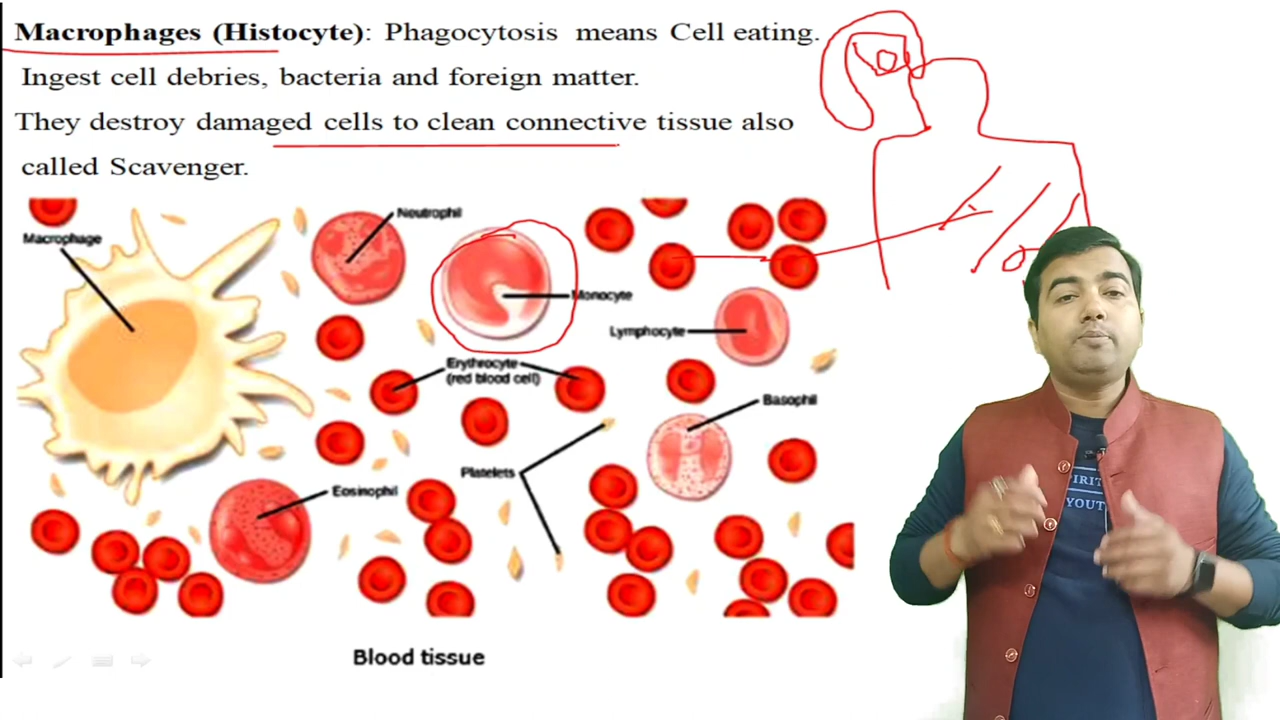 Macrophages (Histocyte): Phagocytosis means Cell eating.
Ingest cell debries, bacteria and foreign matter.
They destroy damaged cells to clean connective tissue also
called Scavenger.
Neutrophil
Macrophage
Monocyte
Lymphocyte
Erythrocyte
(red blood cell)
Basophil
Platelets
Eosinophil
YOUT
Blood tissue